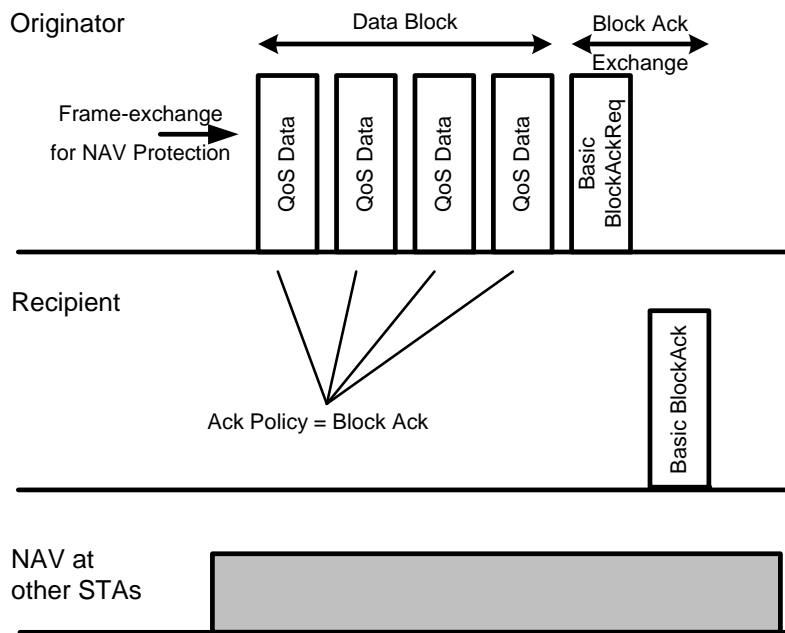 Originator
Data Block
Block Ack
Exchange
Frame-exchange
for NAV Protection
QoS Data
QoS Data
QoS Data
QoS Data
Basic
BlockAckReq
Recipient
Ack Policy = Block Ack
Basic BlockAck
NAV at
other STAs